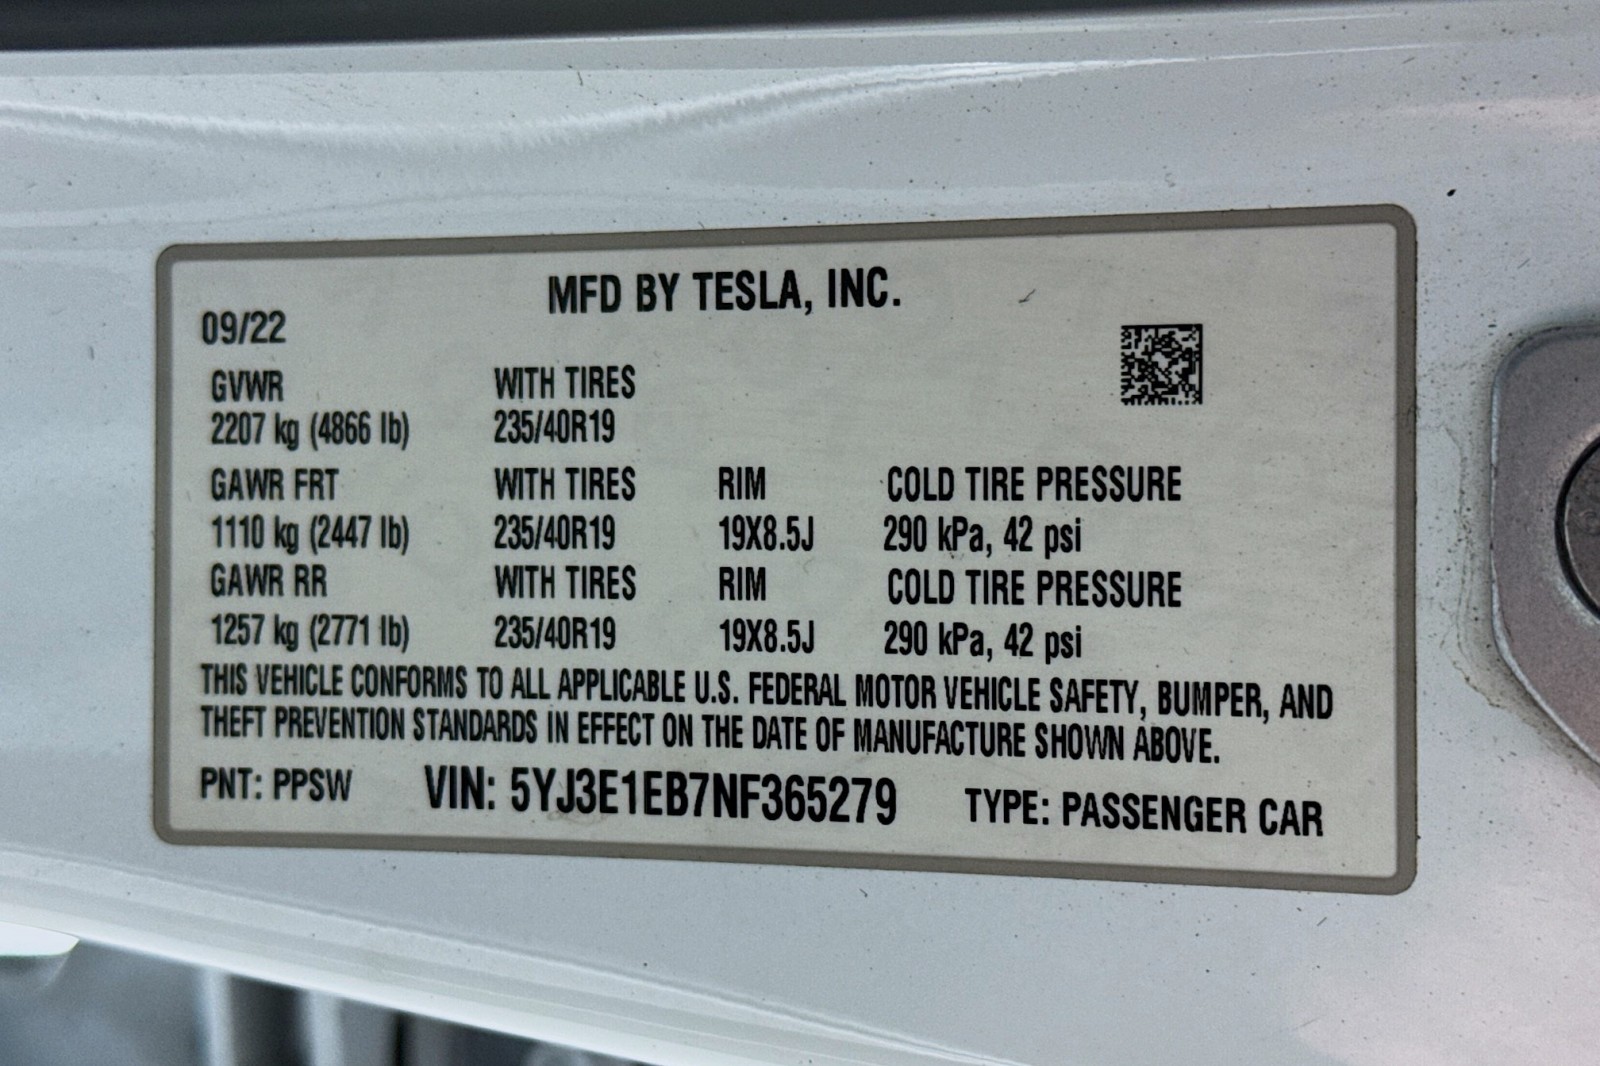 MFD BY TESLA, INC.
09/22
GVWR WITH TIRES
2207 kg (4866 lb) 235/40R19
GAWR FRT WITH TIRES RIM COLD TIRE PRESSURE
1110 kg (2447 lb) 235/40R19 19X8.5J 290 kPa, 42 psi
GAWR RR WITH TIRES RIM COLD TIRE PRESSURE
1257 kg (2771 lb) 235/40R19 19X8.5J 290 kPa, 42 psi
THIS VEHICLE CONFORMS TO ALL APPLICABLE U.S. FEDERAL MOTOR VEHICLE SAFETY, BUMPER, AND
THEFT PREVENTION STANDARDS IN EFFECT ON THE DATE OF MANUFACTURE SHOWN ABOVE.
PNT: PPSW VIN: 5YJ3E1EB7NF365279 TYPE: PASSENGER CAR